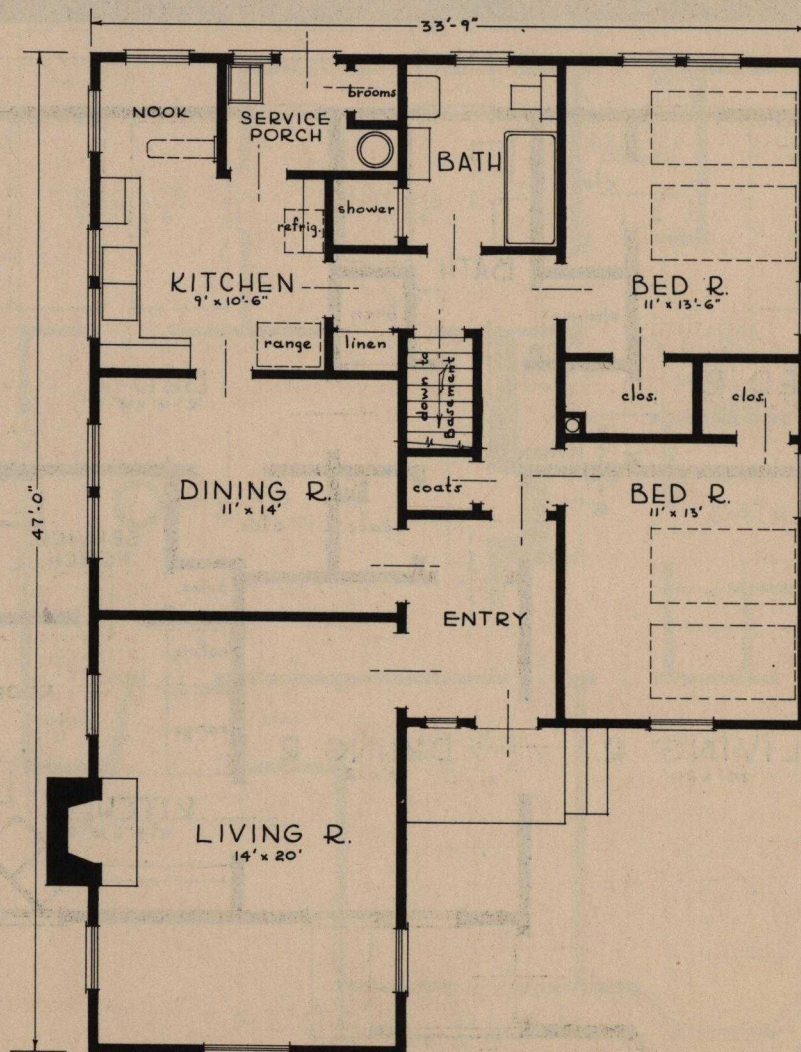 33'-9"
NOOK
SERVICE
PORCH
brooms
BATH
shower
refrig.
KITCHEN
9' x 10'-6"
range
linen
down to
Basement
BED R.
11' x 13'-6"
clos.
clos.
47'-0"
DINING R.
11' x 14'
coats
BED R.
11' x 13'
ENTRY
LIVING R.
14' x 20'